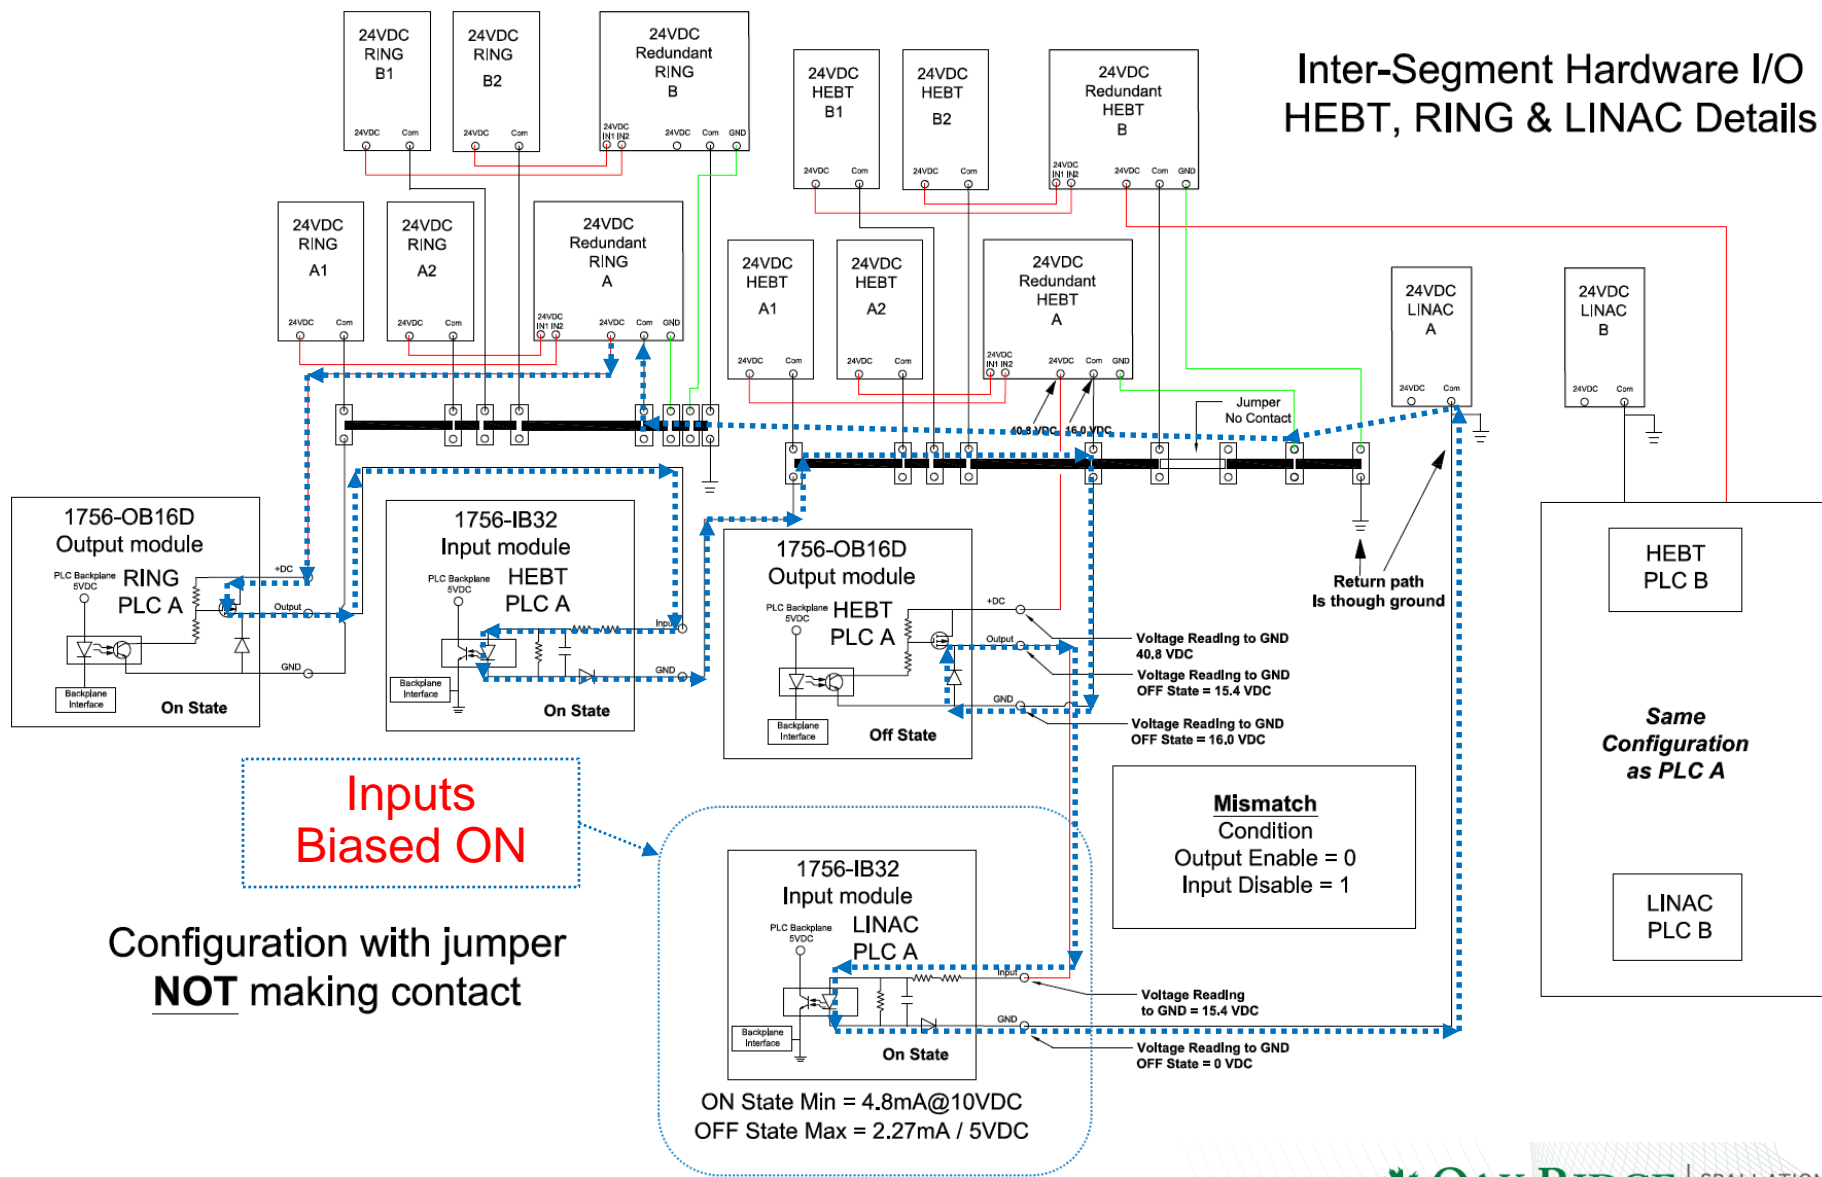 Inter-Segment Hardware I/O
HEBT, RING & LINAC Details
24VDC
RING
B1
24VDC
Com
24VDC
RING
B2
24VDC
Com
24VDC
Redundant
RING
B
24VDC
IN1 IN2
24VDC
Com
GND
24VDC
HEBT
B1
24VDC
Com
24VDC
HEBT
B2
24VDC
Com
24VDC
Redundant
HEBT
B
24VDC
IN1 IN2
24VDC
Com
GND
24VDC
RING
A1
24VDC
Com
24VDC
RING
A2
24VDC
Com
24VDC
Redundant
RING
A
24VDC
IN1 IN2
24VDC
Com
GND
24VDC
HEBT
A1
24VDC
Com
24VDC
HEBT
A2
24VDC
Com
24VDC
Redundant
HEBT
A
24VDC
IN1 IN2
24VDC
Com
GND
24VDC
LINAC
A
24VDC
Com
24VDC
LINAC
B
24VDC
Com
Jumper
No Contact
40.8 VDC
16.0 VDC
1756-OB16D
Output module
PLC Backplane
5VDC
RING
PLC A
+DC
Output
GND
Backplane
Interface
On State
1756-IB32
Input module
PLC Backplane
5VDC
HEBT
PLC A
Input
GND
Backplane
Interface
On State
1756-OB16D
Output module
PLC Backplane
5VDC
HEBT
PLC A
+DC
Output
GND
Backplane
Interface
Off State
Return path
Is though ground
Voltage Reading to GND
40.8 VDC
Voltage Reading to GND
OFF State = 15.4 VDC
Voltage Reading to GND
OFF State = 16.0 VDC
HEBT
PLC B
Same
Configuration
as PLC A
LINAC
PLC B
Inputs
Biased ON
Mismatch
Condition
Output Enable = 0
Input Disable = 1
Configuration with jumper
NOT making contact
1756-IB32
Input module
PLC Backplane
5VDC
LINAC
PLC A
Input
GND
Backplane
Interface
On State
Voltage Reading
to GND = 15.4 VDC
Voltage Reading to GND
OFF State = 0 VDC
ON State Min = 4.8mA@10VDC
OFF State Max = 2.27mA / 5VDC
OAK RIDGE
SPALLATION